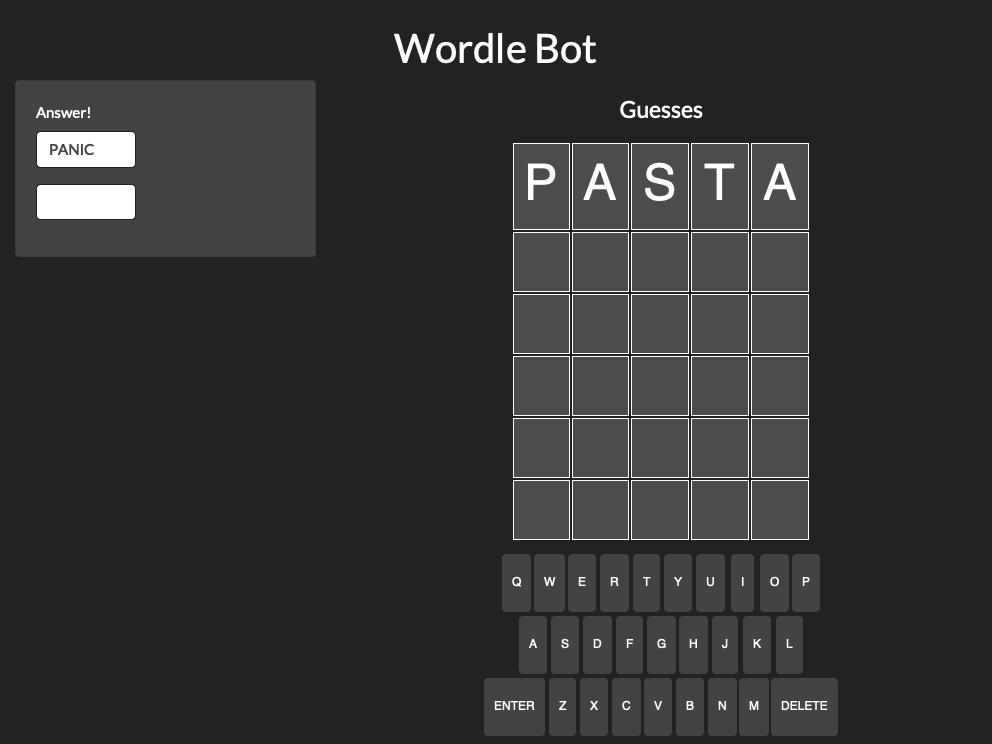 Wordle Bot
Answer!
PANIC
Guesses
P A S T A
Q W E R T Y U I O P
A S D F G H J K L
ENTER Z X C V B N M DELETE